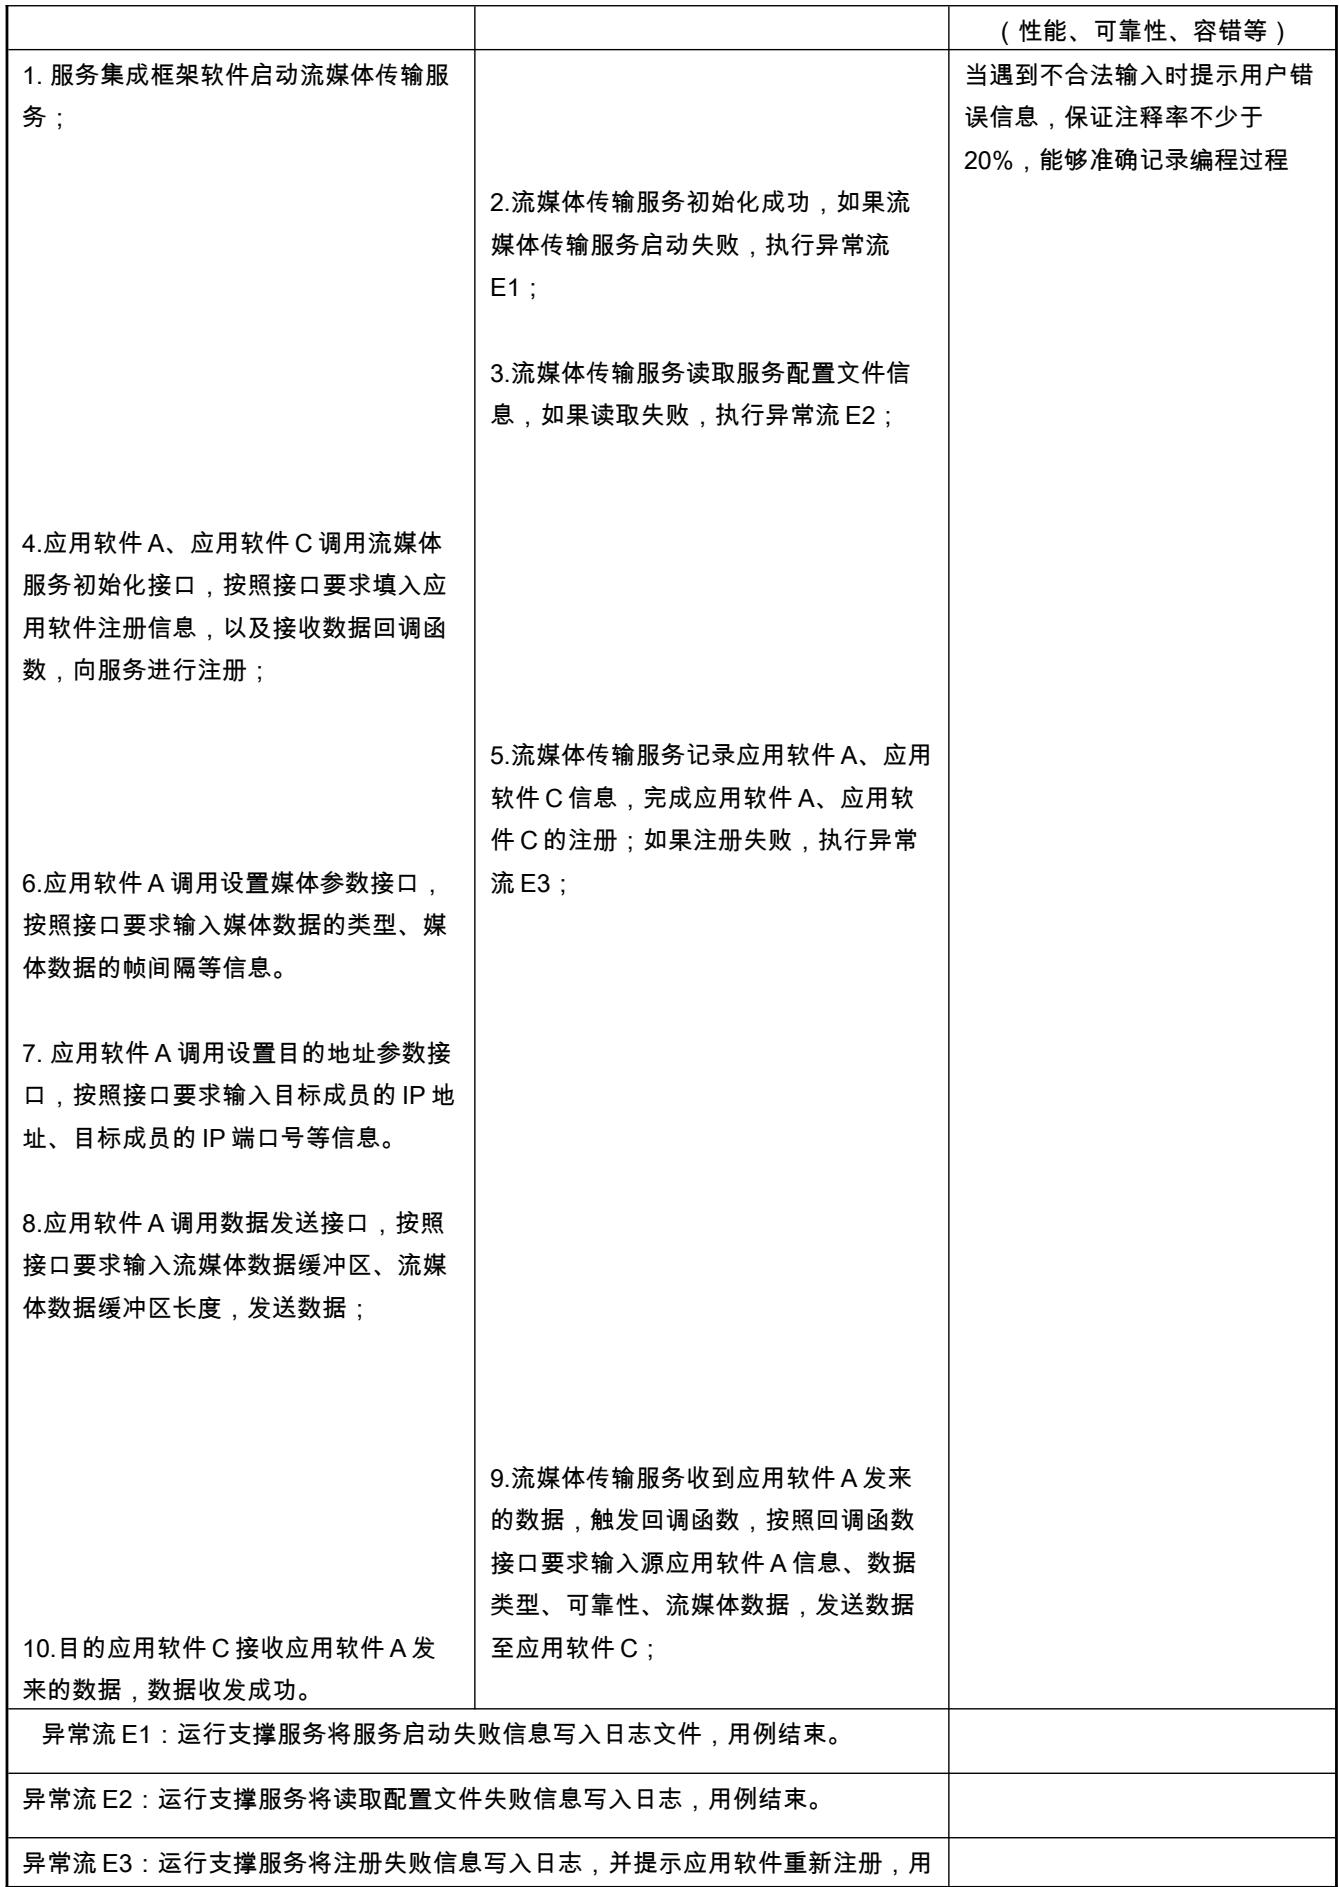 （性能、可靠性、容错等）
1. 服务集成框架软件启动流媒体传输服
务；
当遇到不合法输入时提示用户错
误信息，保证注释率不少于
20%，能够准确记录编程过程
2.流媒体传输服务初始化成功，如果流
媒体传输服务启动失败，执行异常流
E1；
3.流媒体传输服务读取服务配置文件信
息，如果读取失败，执行异常流 E2；
4.应用软件 A、应用软件 C 调用流媒体
服务初始化接口，按照接口要求填入应
用软件注册信息，以及接收数据回调函
数，向服务进行注册；
5.流媒体传输服务记录应用软件 A、应用
软件 C 信息，完成应用软件 A、应用软
件 C 的注册；如果注册失败，执行异常
流 E3；
6.应用软件 A 调用设置媒体参数接口，
按照接口要求输入媒体数据的类型、媒
体数据的帧间隔等信息。
7. 应用软件 A 调用设置目的地址参数接
口，按照接口要求输入目标成员的 IP 地
址、目标成员的 IP 端口号等信息。
8.应用软件 A 调用数据发送接口，按照
接口要求输入流媒体数据缓冲区、流媒
体数据缓冲区长度，发送数据；
9.流媒体传输服务收到应用软件 A 发来
的数据，触发回调函数，按照回调函数
接口要求输入源应用软件 A 信息、数据
类型、可靠性、流媒体数据，发送数据
至应用软件 C；
10.目的应用软件 C 接收应用软件 A 发
来的数据，数据收发成功。
异常流 E1：运行支撑服务将服务启动失败信息写入日志文件，用例结束。
异常流 E2：运行支撑服务将读取配置文件失败信息写入日志，用例结束。
异常流 E3：运行支撑服务将注册失败信息写入日志，并提示应用软件重新注册，用